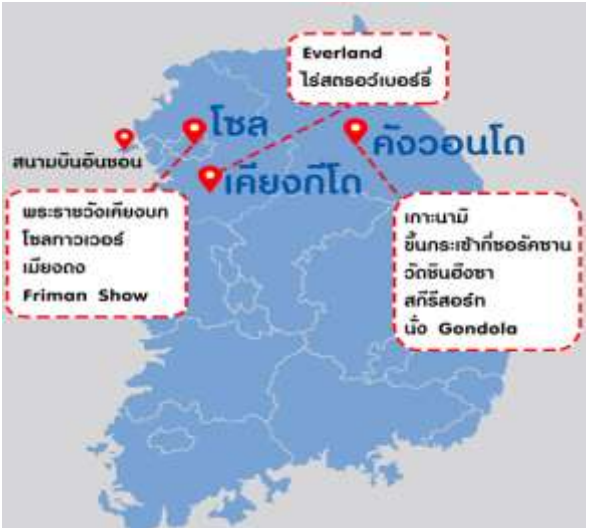 Everland
ไร่สตรอว์เบอร์รี่
โซล
คังวอนโด
สนามบินอินชอน
เคียงกีโด
พระราชวังเคียงบก
โซลทาวเวอร์
เมียงดง
Friman Show
เกาะนามิ
ขึ้นกระเช้าที่ซอรัคซาน
วัดชินฮึงซา
สกีรีสอร์ท
นั่ง Gondola